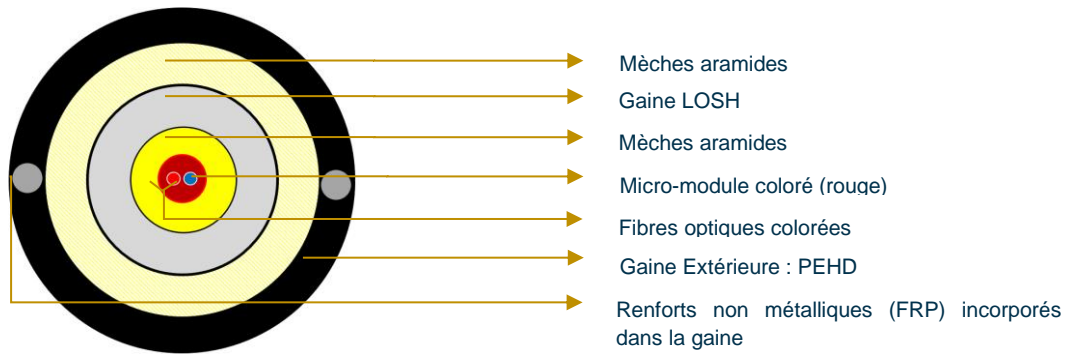 Mèches aramides
Gaine LOSH
Mèches aramides
Micro-module coloré (rouge)
Fibres optiques colorées
Gaine Extérieure : PEHD
Renforts non métalliques (FRP) incorporés
dans la gaine